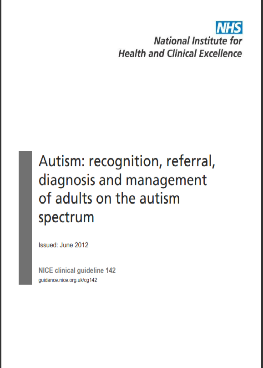 NHS
National Institute for
Health and Clinical Excellence
Autism: recognition, referral,
diagnosis and management
of adults on the autism
spectrum
Issued: June 2012
NICE clinical guideline 142
guidance.nice.org.uk/cg142